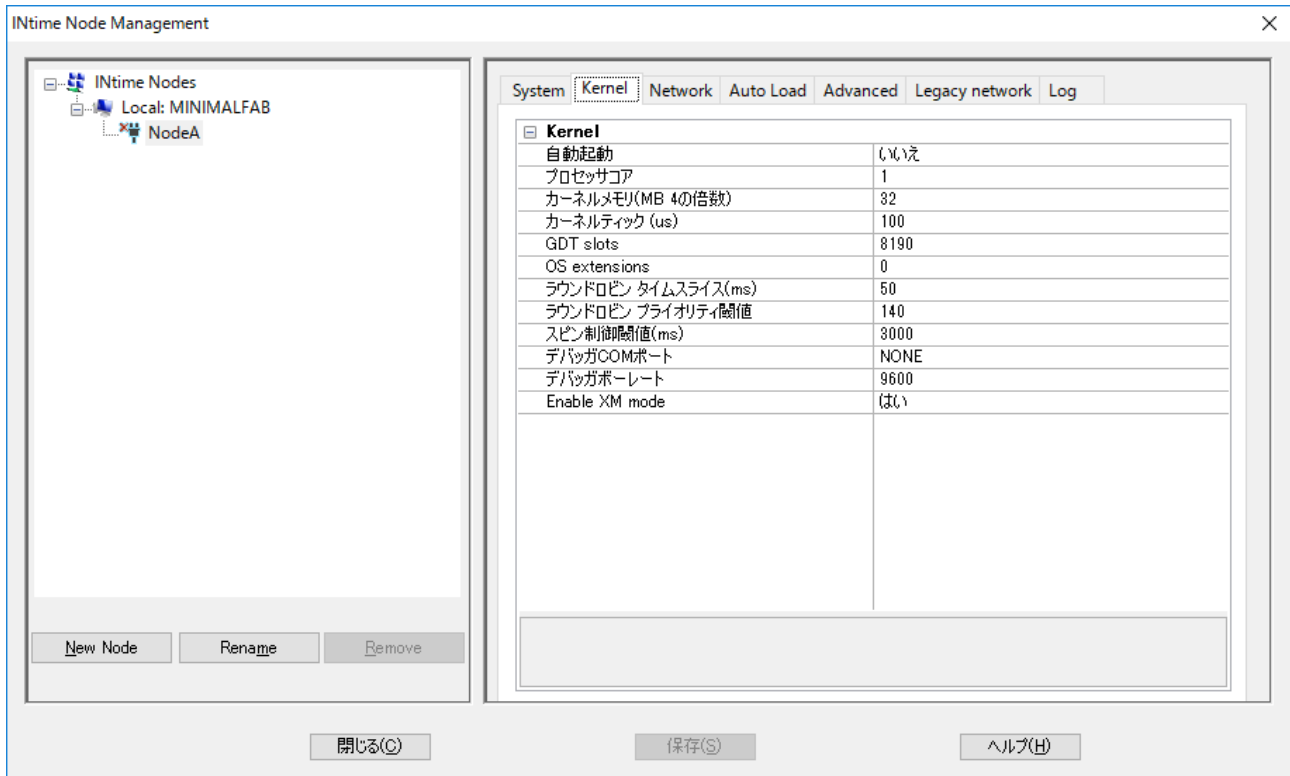 INtime Node Management
INtime Nodes
Local: MINIMALFAB
NodeA
New Node Rename Remove
System Kernel Network Auto Load Advanced Legacy network Log
Kernel
自動起動 いいえ
プロセッサコア 1
カーネルメモリ(MB 4の倍数) 32
カーネルティック (us) 100
GDT slots 8190
OS extensions 0
ラウンドロビン タイムスライス(ms) 50
ラウンドロビン プライオリティ閾値 140
スピン制御閾値(ms) 3000
デバッガCOMポート NONE
デバッガボーレート 9600
Enable XM mode はい
閉じる(C) 保存(S) ヘルプ(H)